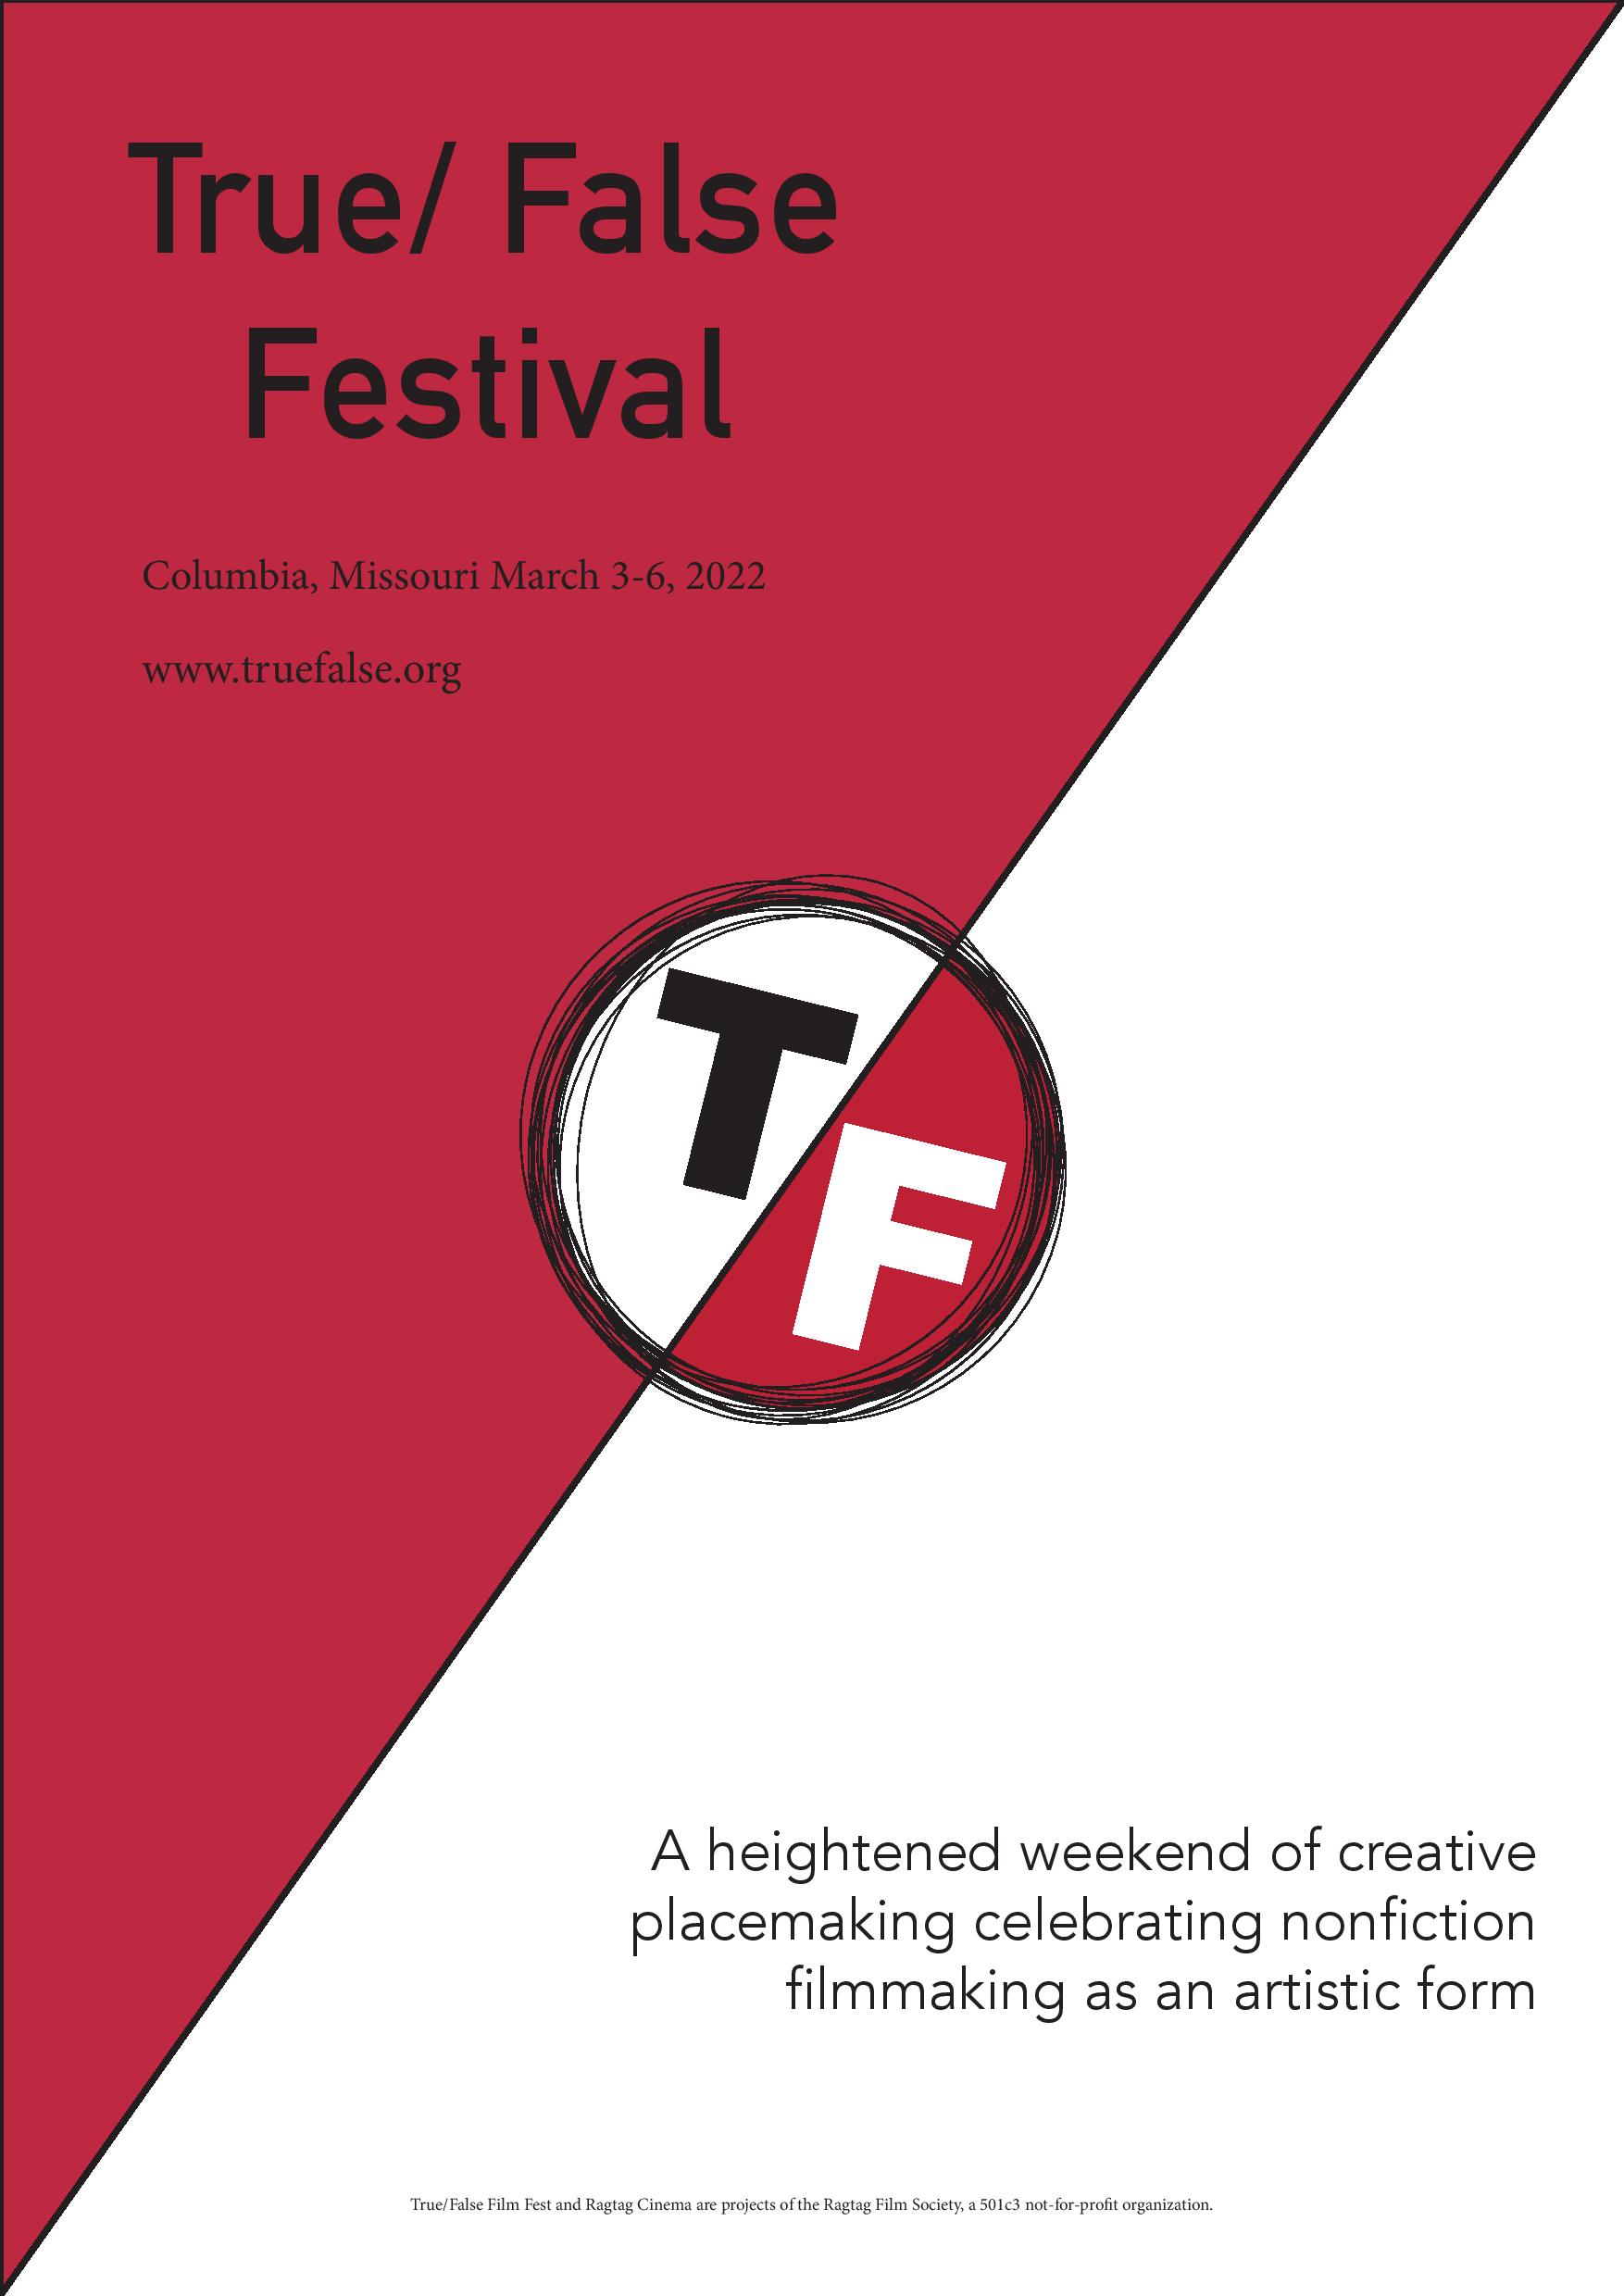 True/ False
Festival
Columbia, Missouri March 3-6, 2022
www.truefalse.org
T
F
A heightened weekend of creative
placemaking celebrating nonfiction
filmmaking as an artistic form
True/False Film Fest and Ragtag Cinema are projects of the Ragtag Film Society, a 501c3 not-for-profit organization.